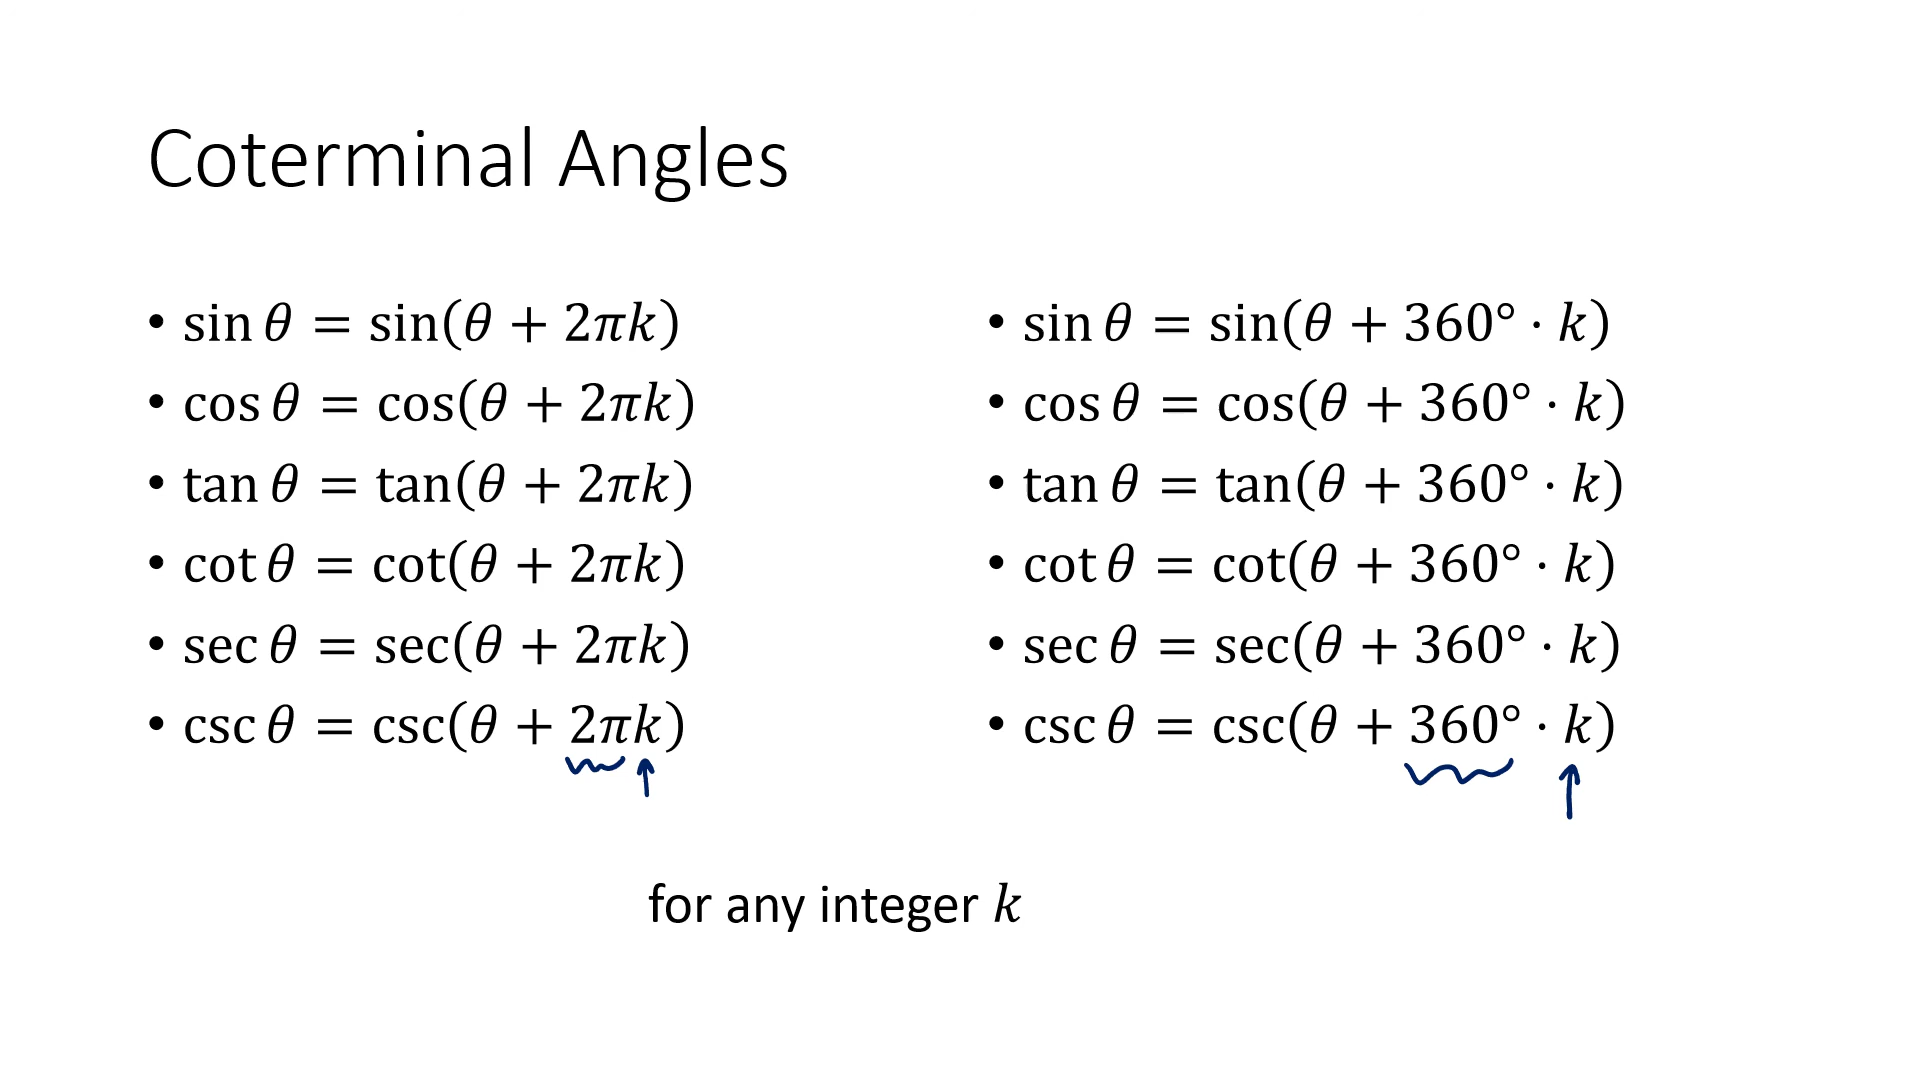 Coterminal Angles
• sin θ = sin(θ + 2πk)
• cos θ = cos(θ + 2πk)
• tan θ = tan(θ + 2πk)
• cot θ = cot(θ + 2πk)
• sec θ = sec(θ + 2πk)
• csc θ = csc(θ + 2πk)
• sin θ = sin(θ + 360° · k)
• cos θ = cos(θ + 360° · k)
• tan θ = tan(θ + 360° · k)
• cot θ = cot(θ + 360° · k)
• sec θ = sec(θ + 360° · k)
• csc θ = csc(θ + 360° · k)
for any integer k